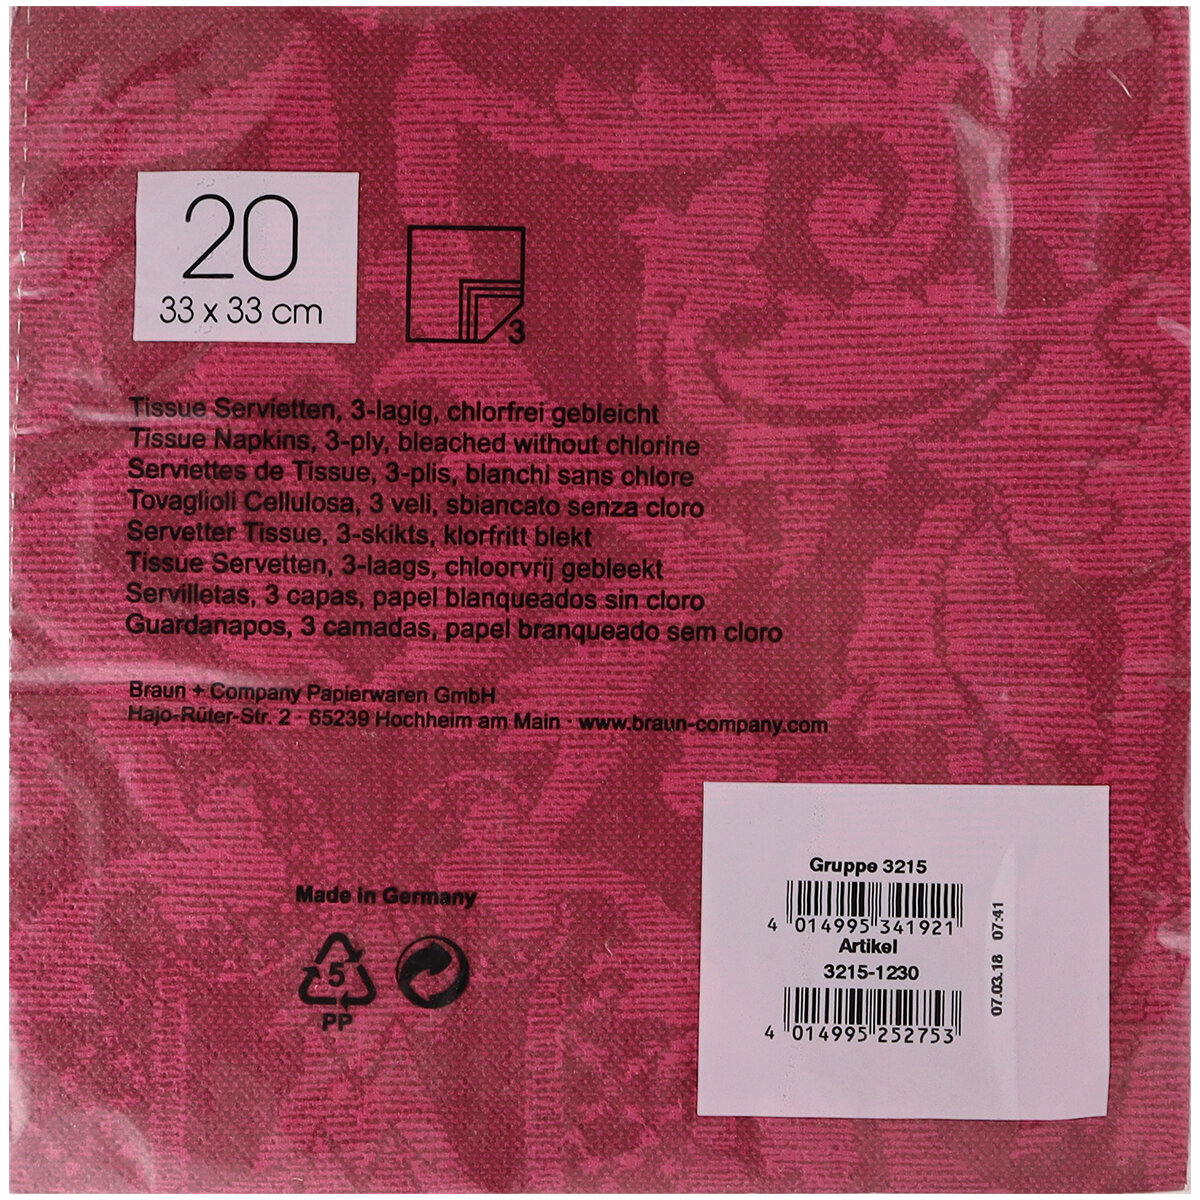 20
33 x 33 cm
3
Tissue Servietten, 3-lagig, chlorfrei gebleicht
Tissue Napkins, 3-ply, bleached without chlorine
Serviettes de Tissue, 3-plis, blanchi sans chlore
Tovaglioli Cellulosa, 3 veli, sbiancato senza cloro
Servetter Tissue, 3-skikts, klorfritt blekt
Tissue Servetten, 3-laags, chloorvrij gebleekt
Servilletas, 3 capas, papel blanqueados sin cloro
Guardanapos, 3 camadas, papel branqueado sem cloro
Braun + Company Papierwaren GmbH
Hajo-Rüter-Str. 2 · 65239 Hochheim am Main · www.braun-company.com
Made in Germany
5
PP
Gruppe 3215
4 014995 341921
Artikel
3215-1230
4 014995 252753
07.03.18 07:41